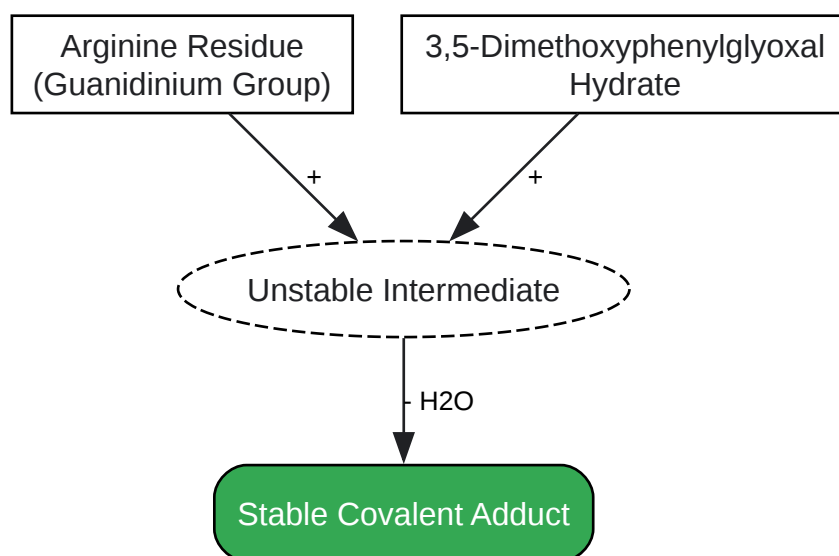 Arginine Residue
(Guanidinium Group)
3,5-Dimethoxyphenylglyoxal
Hydrate
+
+
Unstable Intermediate
- H2O
Stable Covalent Adduct